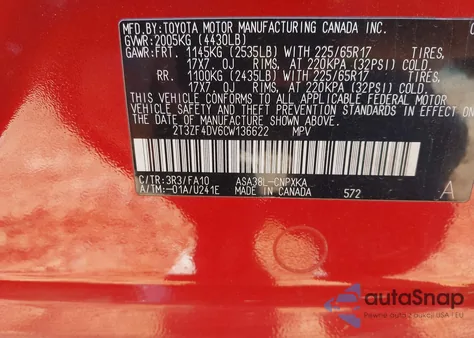 MFD.BY:TOYOTA MOTOR MANUFACTURING CANADA INC.
GVWR:2005KG (4430LB)
GAWR:FRT. 1145KG (2535LB) WITH 225/65R17 TIRES,
17X7. OJ RIMS, AT 220KPA (32PSI) COLD.
RR. 1100KG (2435LB) WITH 225/65R17 TIRES,
17X7. OJ RIMS, AT 220KPA (32PSI) COLD.
THIS VEHICLE CONFORMS TO ALL APPLICABLE FEDERAL MOTOR
VEHICLE SAFETY AND THEFT PREVENTION STANDARDS IN EFFECT ON
THE DATE OF MANUFACTURE SHOWN ABOVE.
2T3ZF4DV6CW136622 MPV
C/TR:3R3/FA10 ASA38L-CNPXKA
A/TM:-01A/U241E MADE IN CANADA 572 A
autoSnap